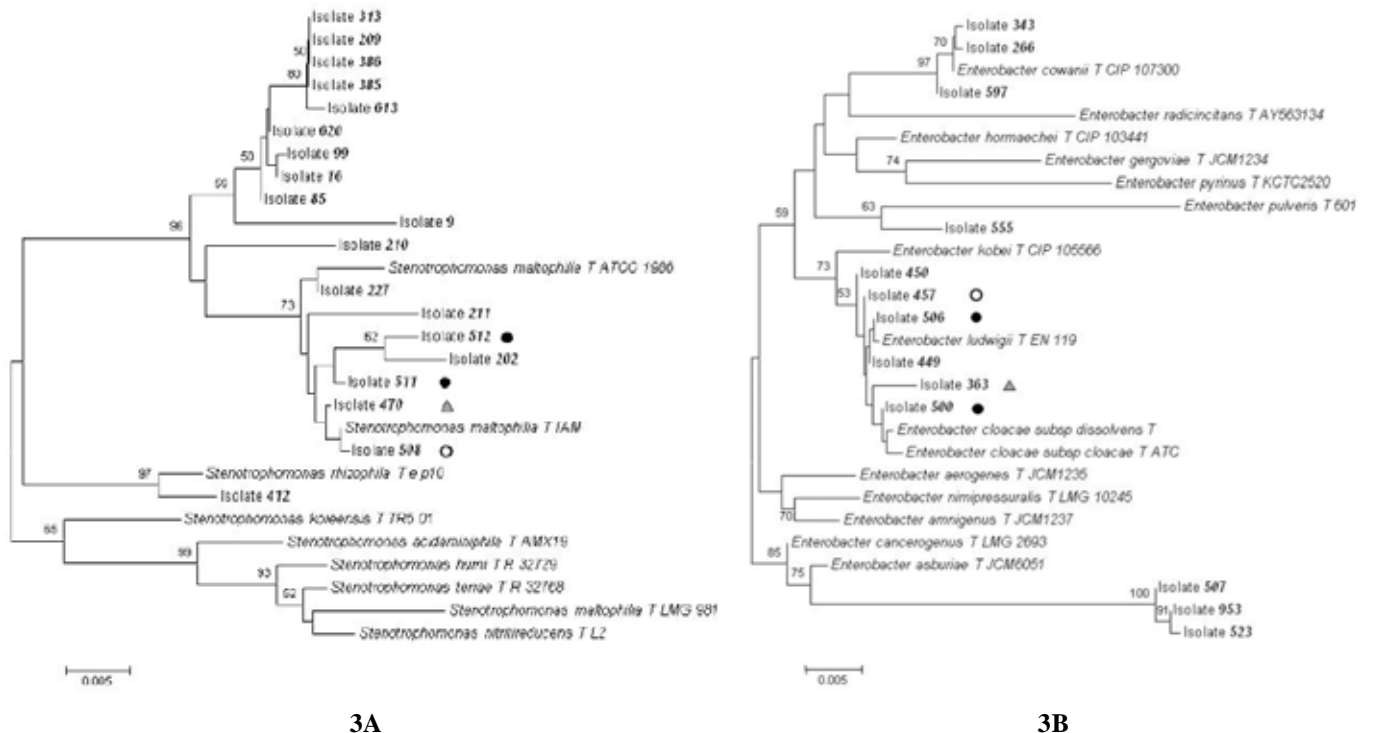 Isolate 313
Isolate 209
50
Isolate 386
80
Isolate 385
Isolate 613
Isolate 620
Isolate 99
53
Isolate 16
Isolate 85
Isolate 9
96
Isolate 210
Stenotrophomonas maltophilia T ATCC
Isolate 227
73
Isolate 211
Isolate 512
62
Isolate 202
Isolate 511
Isolate 470
Stenotrophomonas maltophilia T IAM
Isolate 508
97
Stenotrophomonas rhizophila T e p10
Isolate 412
Stenotrophomonas koreensis T TR6 01
Stenotrophomonas acidaminiphila T AMX19
99
Stenotrophomonas humi T R 32729
93
Stenotrophomonas terrae T R 32768
Stenotrophomonas maltophilia T LMG 981
Stenotrophomonas nitritireducens T L2
0.005
3A
Isolate 343
70
Isolate 266
97
Enterobacter cowanii T CIP 107300
Isolate 597
Enterobacter radicincitans T AY563134
Enterobacter hormaechei T CIP 103441
74
Enterobacter gergoviae T JCM1234
Enterobacter pyrinus T KCTC2520
63
Enterobacter pulveris T 601
59
Isolate 555
Enterobacter kobei T CIP 105566
73
Isolate 450
53
Isolate 457
Isolate 506
Enterobacter ludwigii T EN 119
Isolate 449
Isolate 363
Isolate 500
Enterobacter cloacae subsp dissolvens T
Enterobacter cloacae subsp cloacae T ATC
Enterobacter aerogenes T JCM1235
Enterobacter nimipressuralis T LMG 10245
70
Enterobacter amnigenus T JCM1237
Enterobacter cancerogenus T LMG 2693
85
Enterobacter asburiae T JCM6051
75
Isolate 507
100
91
Isolate 953
Isolate 523
0.005
3B